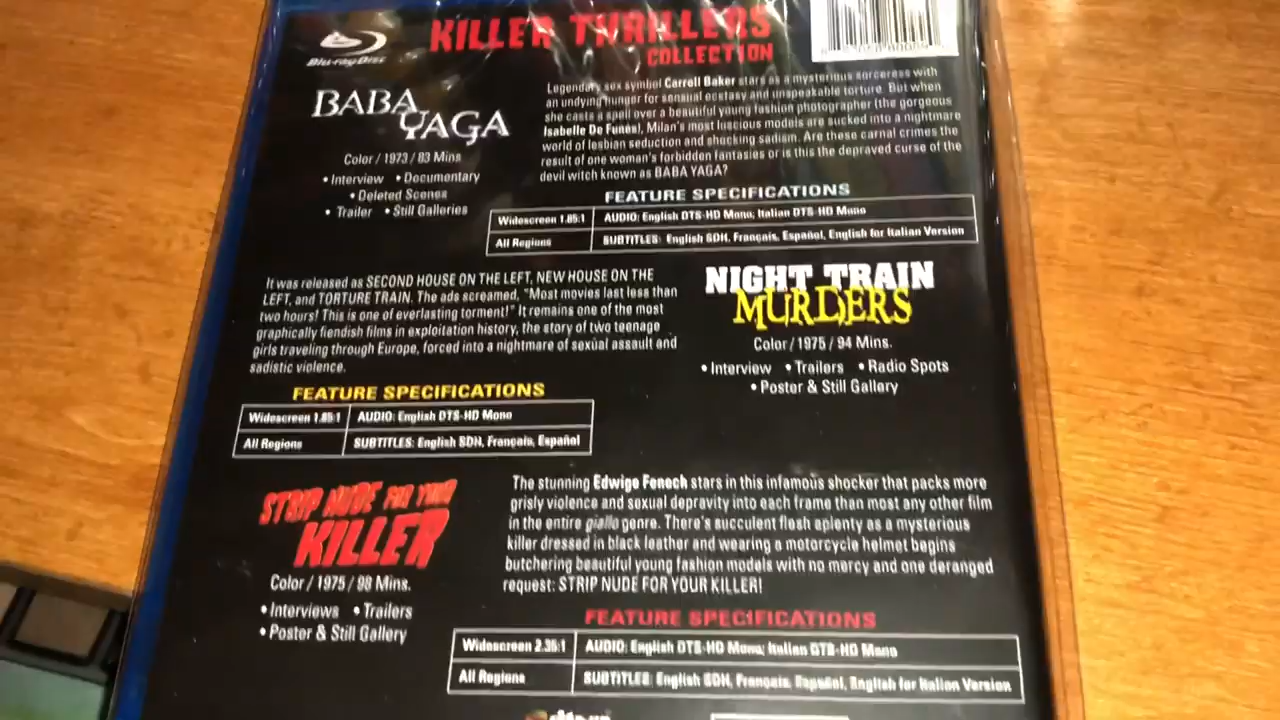 KILLER THRILLERS
COLLECTION
Blu-ray Disc
BABA
YAGA
Color / 1973 / 83 Mins
• Interview • Documentary
• Deleted Scenes
• Trailer • Still Galleries
Legendary sex symbol Carroll Baker stars as a mysterious sorceress with
an undying hunger for sensual ecstasy and unspeakable torture. But when
she casts a spell over a beautiful young fashion photographer (the gorgeous
Isabelle De Funès), Milan's most luscious models are sucked into a nightmare
world of lesbian seduction and shocking sadism. Are these carnal crimes the
result of one woman's forbidden fantasies or is this the depraved curse of the
devil witch known as BABA YAGA?
FEATURE SPECIFICATIONS
Widescreen 1.85:1 AUDIO: English DTS-HD Mono; Italian DTS-HD Mono
All Regions SUBTITLES: English SDH, Français, Español, English for Italian Version
It was released as SECOND HOUSE ON THE LEFT, NEW HOUSE ON THE
LEFT, and TORTURE TRAIN. The ads screamed, "Most movies last less than
two hours! This is one of everlasting torment!" It remains one of the most
graphically fiendish films in exploitation history, the story of two teenage
girls traveling through Europe, forced into a nightmare of sexual assault and
sadistic violence.
NIGHT TRAIN
MURDERS
Color / 1975 / 94 Mins.
• Interview • Trailers • Radio Spots
• Poster & Still Gallery
FEATURE SPECIFICATIONS
Widescreen 1.85:1 AUDIO: English DTS-HD Mono
All Regions SUBTITLES: English SDH, Français, Español
STRIP NUDE FOR YOUR
KILLER
Color / 1975 / 98 Mins.
• Interviews • Trailers
• Poster & Still Gallery
The stunning Edwige Fenech stars in this infamous shocker that packs more
grisly violence and sexual depravity into each frame than most any other film
in the entire giallo genre. There's succulent flesh aplenty as a mysterious
killer dressed in black leather and wearing a motorcycle helmet begins
butchering beautiful young fashion models with no mercy and one deranged
request: STRIP NUDE FOR YOUR KILLER!
FEATURE SPECIFICATIONS
Widescreen 2.35:1 AUDIO: English DTS-HD Mono; Italian DTS-HD Mono
All Regions SUBTITLES: English SDH, Français, Español, English for Italian Version